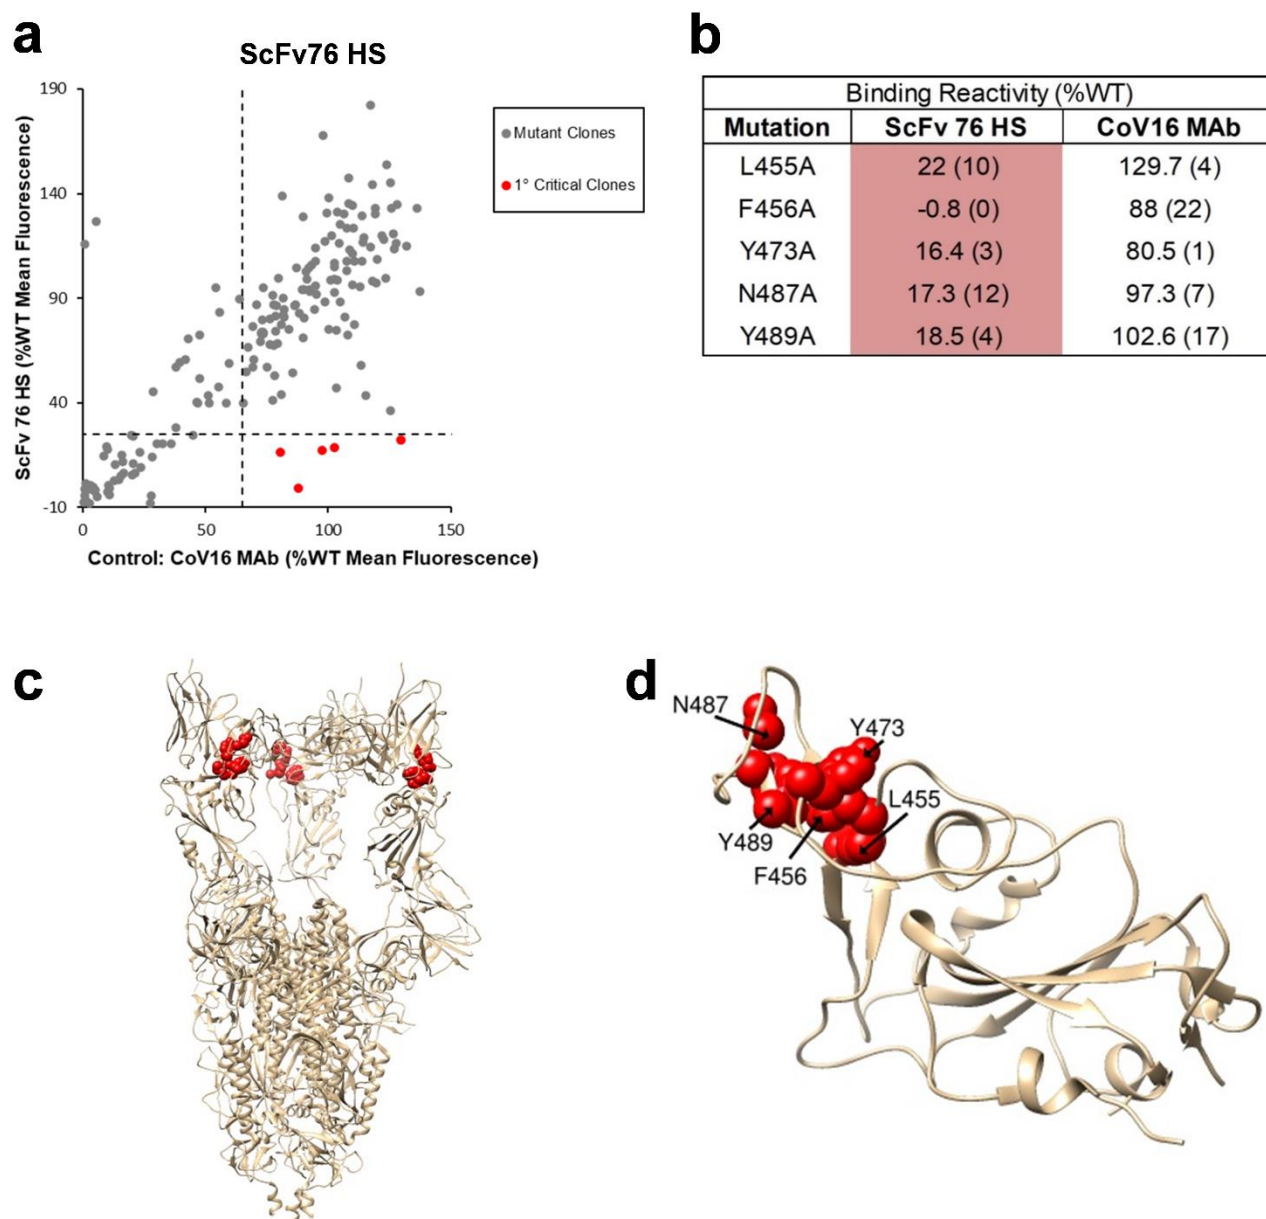 a
ScFv76 HS
190
140
90
40
-10
0
50
100
150
ScFv 76 HS (%WT Mean Fluorescence)
Control: CoV16 MAb (%WT Mean Fluorescence)
Mutant Clones
1° Critical Clones
b
Binding Reactivity (%WT)
Mutation ScFv 76 HS CoV16 MAb
L455A 22 (10) 129.7 (4)
F456A -0.8 (0) 88 (22)
Y473A 16.4 (3) 80.5 (1)
N487A 17.3 (12) 97.3 (7)
Y489A 18.5 (4) 102.6 (17)
c
d
N487
Y473
L455
Y489
F456